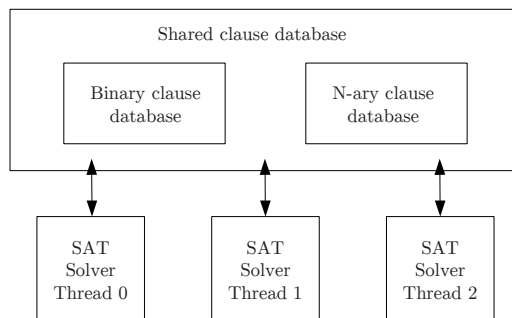 Shared clause database
Binary clause
database
N-ary clause
database
SAT
Solver
Thread 0
SAT
Solver
Thread 1
SAT
Solver
Thread 2